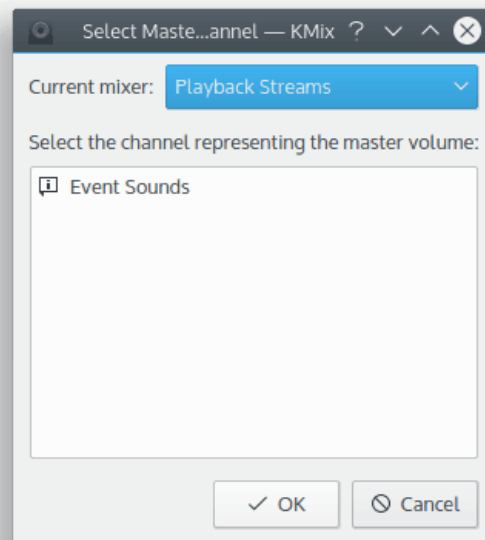 Select Maste...annel — KMix
Current mixer: Playback Streams
Select the channel representing the master volume:
Event Sounds
OK Cancel